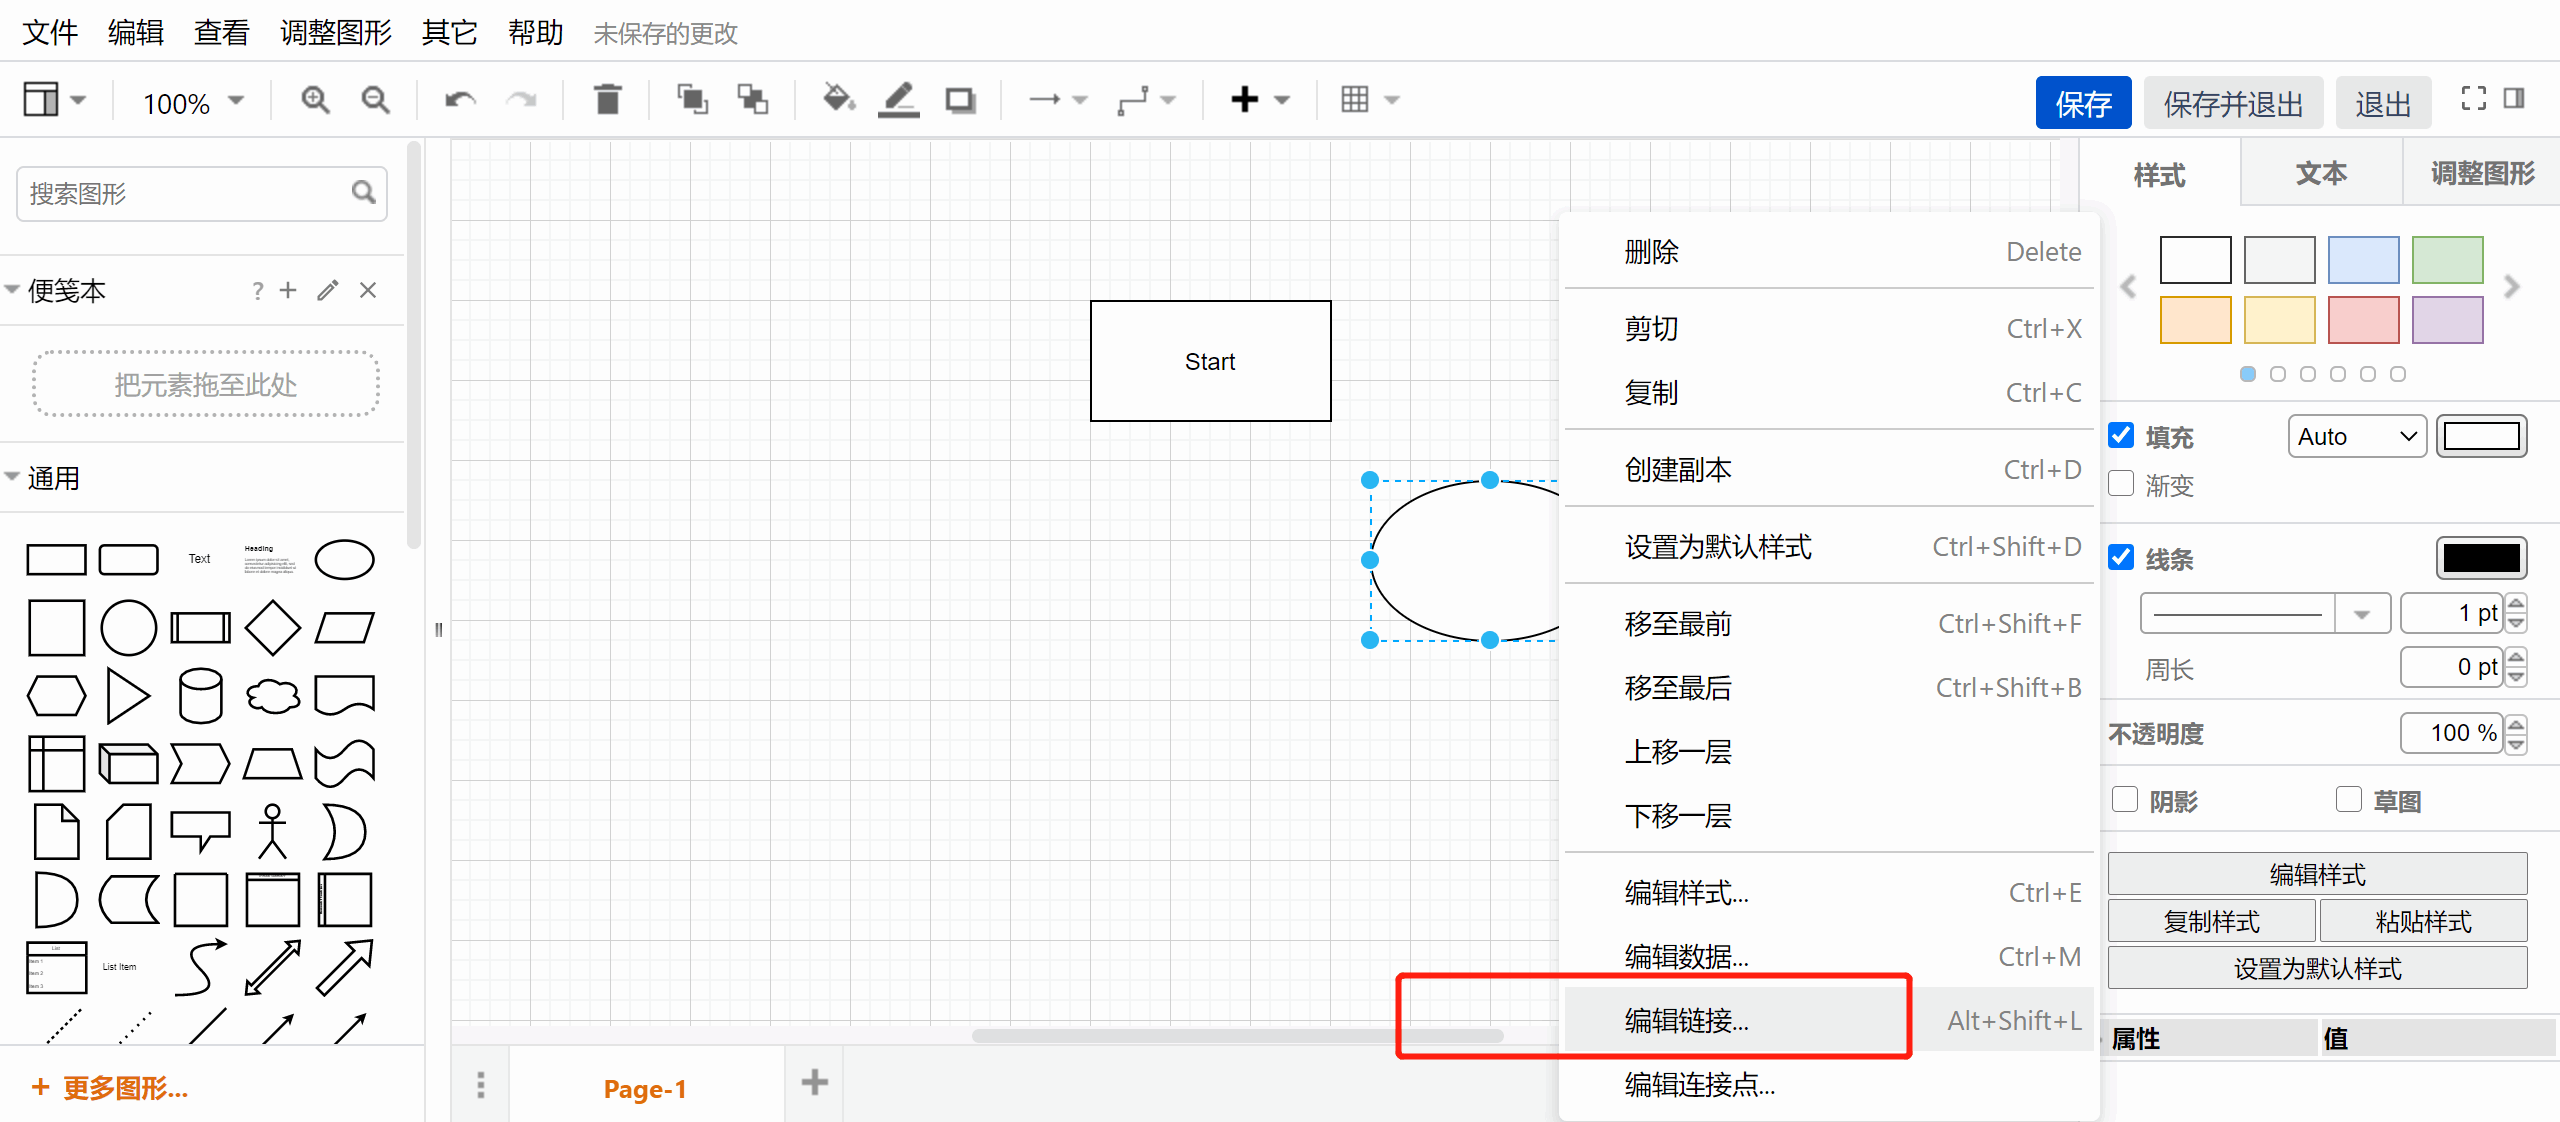 文件 编辑 查看 调整图形 其它 帮助 未保存的更改
100%
保存 保存并退出 退出
搜索图形
便笺本 ?
把元素拖至此处
通用
Text
Heading
List
Item 1
Item 2
Item 3
List Item
更多图形...
Start
Page-1
删除 Delete
剪切 Ctrl+X
复制 Ctrl+C
创建副本 Ctrl+D
设置为默认样式 Ctrl+Shift+D
移至最前 Ctrl+Shift+F
移至最后 Ctrl+Shift+B
上移一层
下移一层
编辑样式... Ctrl+E
编辑数据... Ctrl+M
编辑链接... Alt+Shift+L
编辑连接点...
样式 文本 调整图形
填充 Auto
渐变
线条
1 pt
周长 0 pt
不透明度 100 %
阴影 草图
编辑样式
复制样式 粘贴样式
设置为默认样式
属性 值